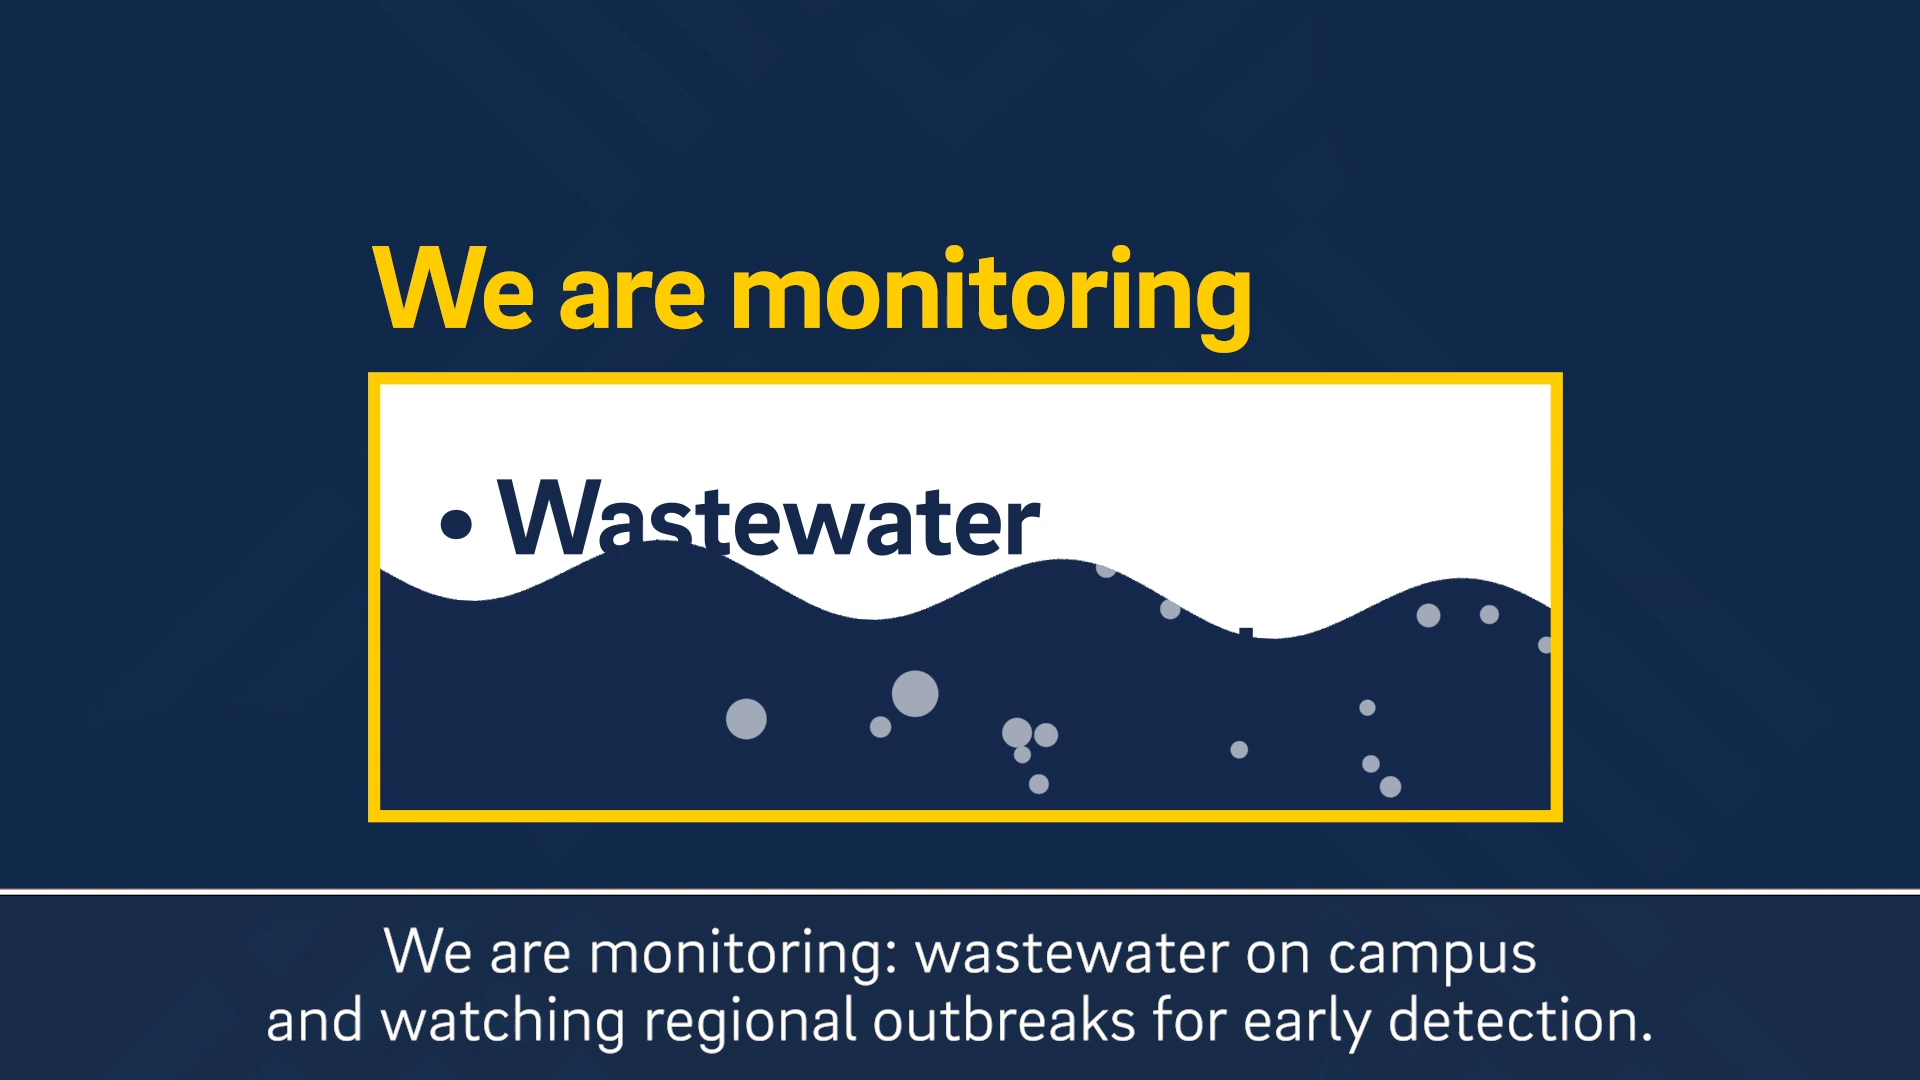 We are monitoring
• Wastewater
We are monitoring: wastewater on campus
and watching regional outbreaks for early detection.